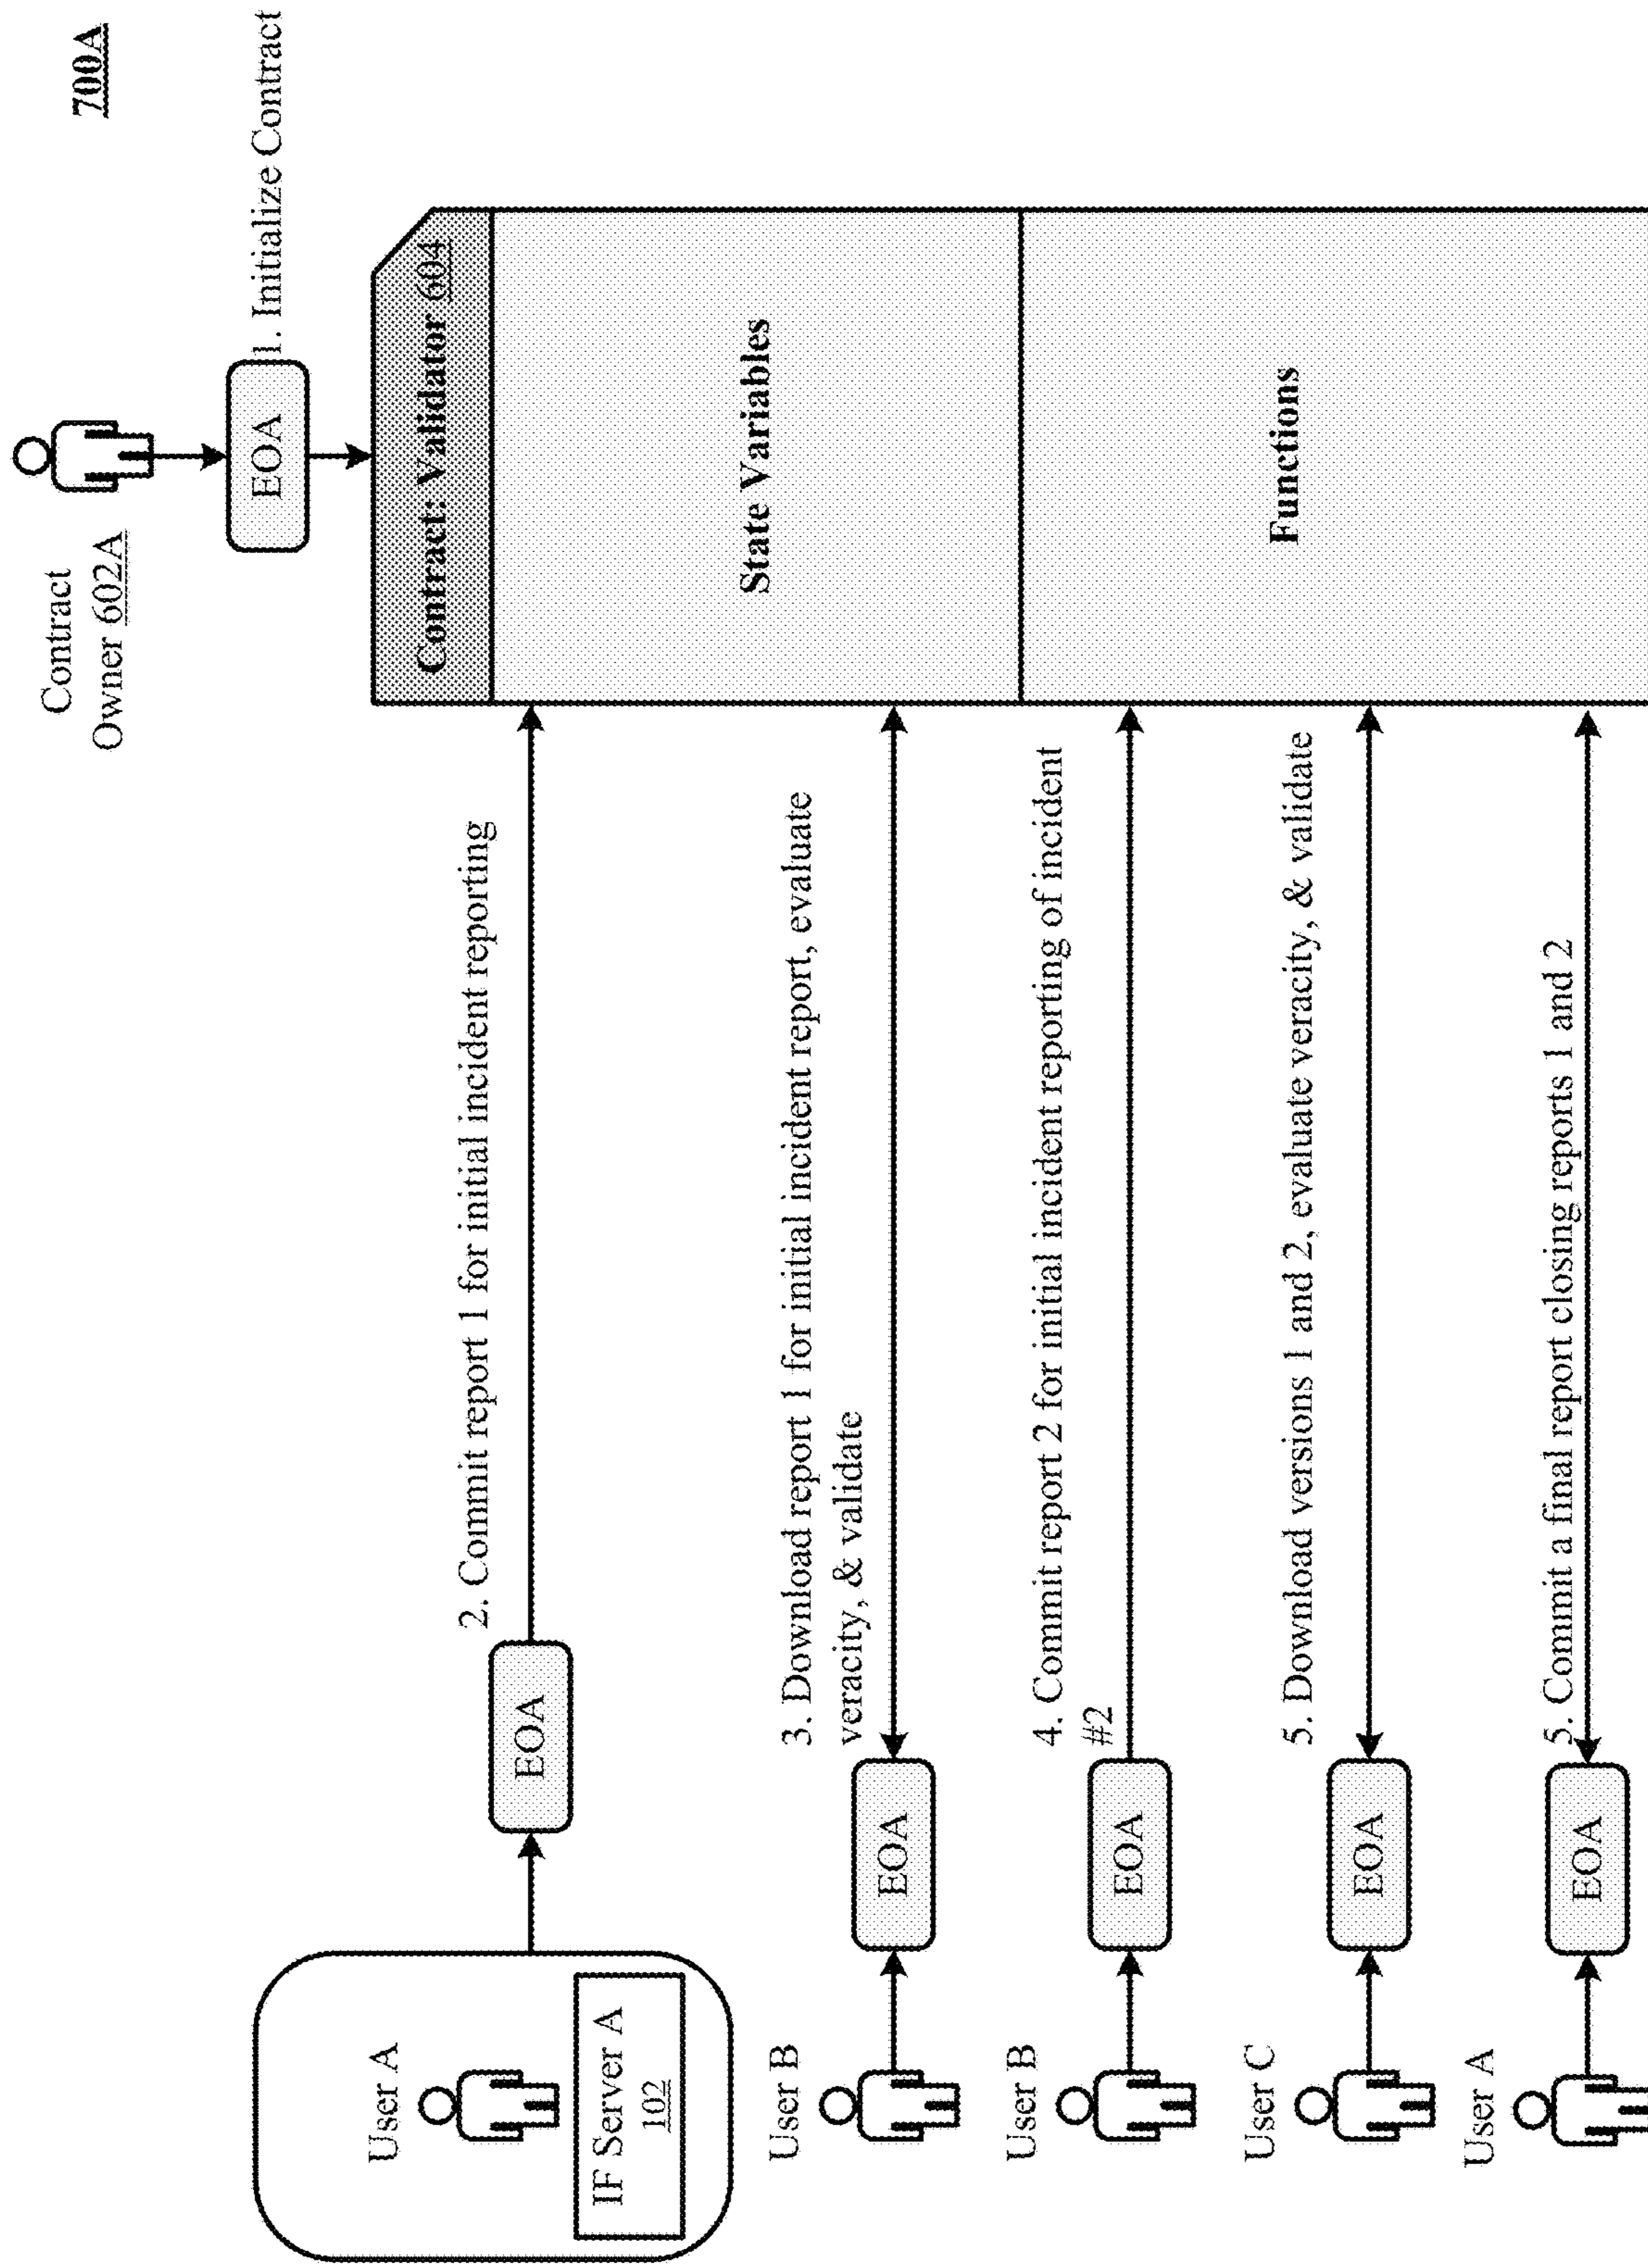 700A
Contract
Owner 602A
EOA
1. Initialize Contract
Contract: Validator 604
State Variables
Functions
User A
IF Server A
102
EOA
2. Commit report 1 for initial incident reporting
User B
EOA
3. Download report 1 for initial incident report, evaluate
veracity, & validate
User B
EOA
4. Commit report 2 for initial incident reporting of incident
#2
User C
EOA
5. Download versions 1 and 2, evaluate veracity, & validate
User A
EOA
5. Commit a final report closing reports 1 and 2